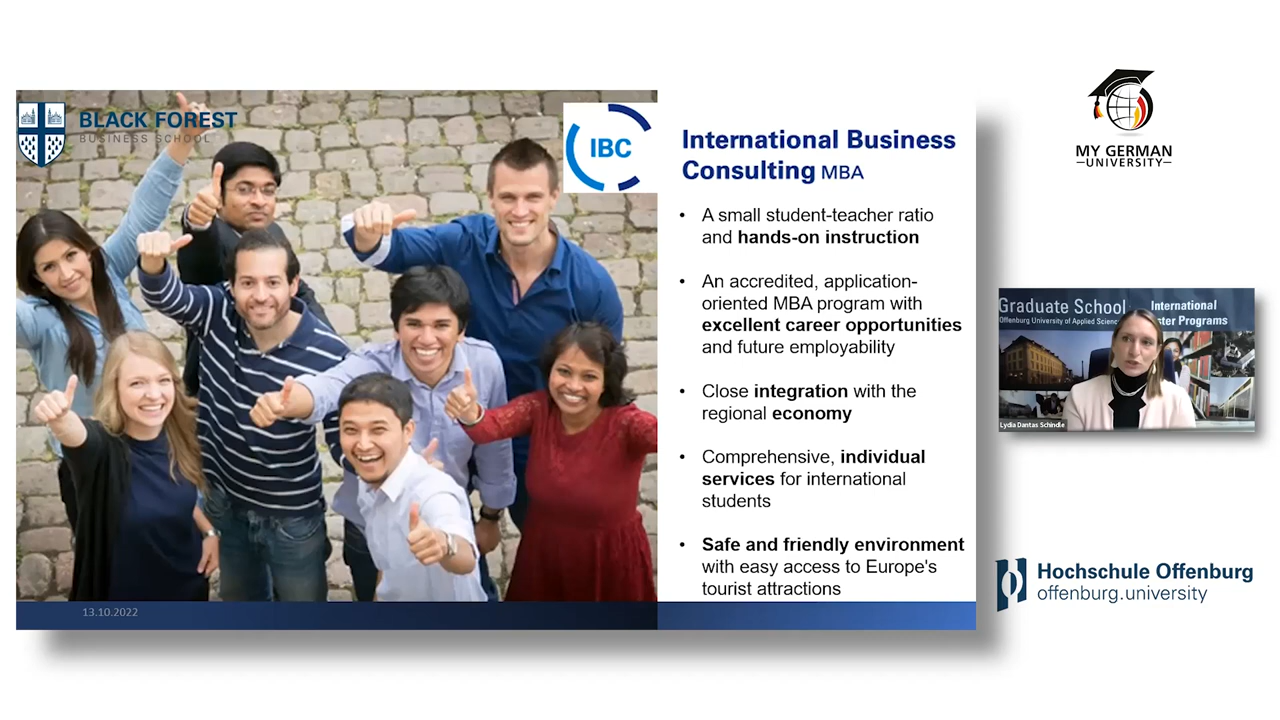 BLACK FOREST
BUSINESS SCHOOL
IBC
International Business
Consulting MBA
• A small student-teacher ratio
and hands-on instruction
• An accredited, application-
oriented MBA program with
excellent career opportunities
and future employability
• Close integration with the
regional economy
• Comprehensive, individual
services for international
students
• Safe and friendly environment
with easy access to Europe's
tourist attractions
13.10.2022
MY GERMAN
UNIVERSITY
Graduate School
Offenburg University of Applied Scienc
International
ter Programs
Lydia Dantas Schindle
Hochschule Offenburg
offenburg.university